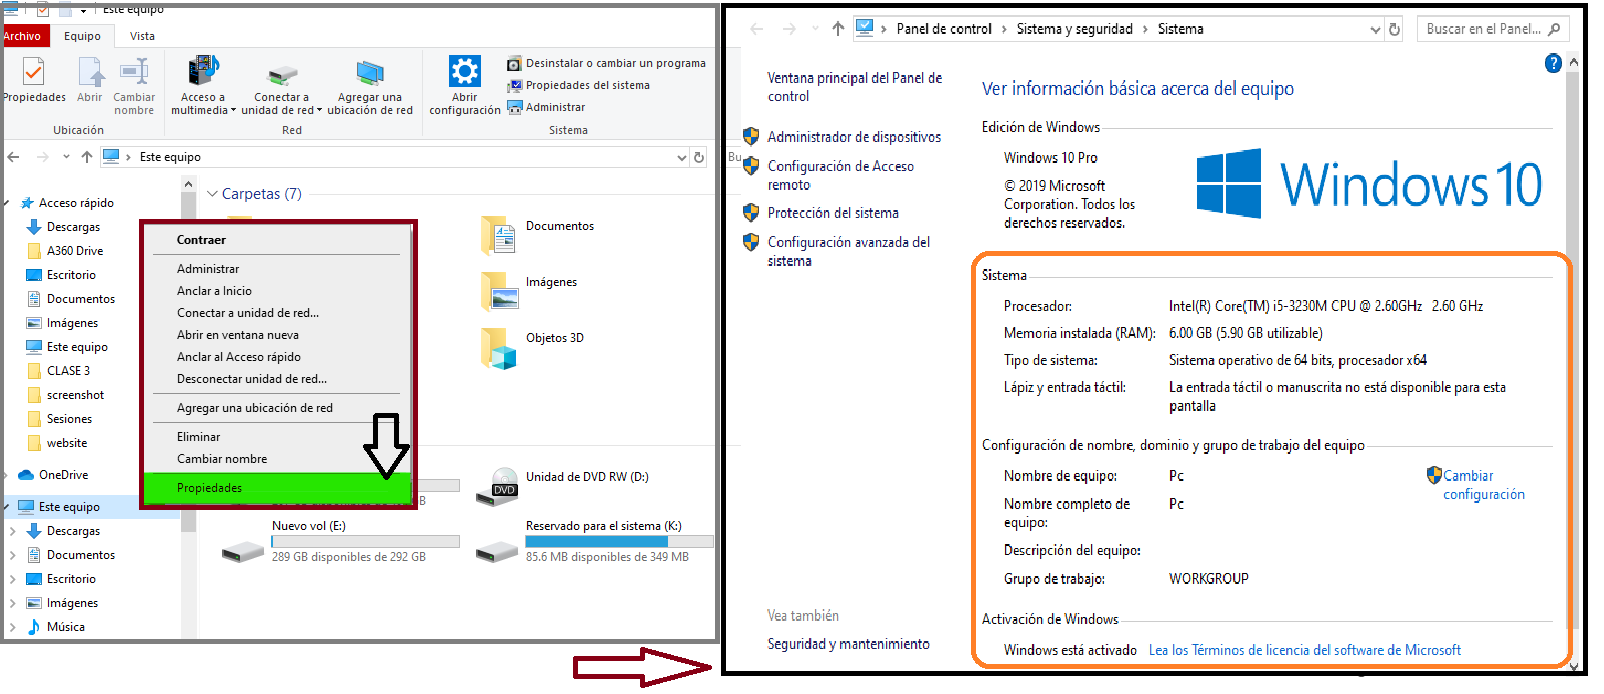 Este equipo
Archivo
Equipo
Vista
Propiedades
Abrir
Cambiar
nombre
Ubicación
Acceso a
multimedia
Conectar a
unidad de red
Agregar una
ubicación de red
Red
Abrir
configuración
Desinstalar o cambiar un programa
Propiedades del sistema
Administrar
Sistema
Este equipo
Bu
Acceso rápido
Descargas
A360 Drive
Escritorio
Documentos
Imágenes
Este equipo
CLASE 3
screenshot
Sesiones
website
OneDrive
Este equipo
Descargas
Documentos
Escritorio
Imágenes
Música
Carpetas (7)
Documentos
Imágenes
Objetos 3D
Contraer
Administrar
Anclar a Inicio
Conectar a unidad de red...
Abrir en ventana nueva
Anclar al Acceso rápido
Desconectar unidad de red...
Agregar una ubicación de red
Eliminar
Cambiar nombre
Propiedades
DVD
Unidad de DVD RW (D:)
Nuevo vol (E:)
289 GB disponibles de 292 GB
Reservado para el sistema (K:)
85.6 MB disponibles de 349 MB
Panel de control
Sistema y seguridad
Sistema
Buscar en el Panel...
?
Ventana principal del Panel de
control
Administrador de dispositivos
Configuración de Acceso
remoto
Protección del sistema
Configuración avanzada del
sistema
Vea también
Seguridad y mantenimiento
Ver información básica acerca del equipo
Edición de Windows
Windows 10 Pro
© 2019 Microsoft
Corporation. Todos los
derechos reservados.
Windows 10
Sistema
Procesador: Intel(R) Core(TM) i5-3230M CPU @ 2.60GHz 2.60 GHz
Memoria instalada (RAM): 6.00 GB (5.90 GB utilizable)
Tipo de sistema: Sistema operativo de 64 bits, procesador x64
Lápiz y entrada táctil: La entrada táctil o manuscrita no está disponible para esta
pantalla
Configuración de nombre, dominio y grupo de trabajo del equipo
Nombre de equipo: Pc
Cambiar
configuración
Nombre completo de
equipo:
Pc
Descripción del equipo:
Grupo de trabajo: WORKGROUP
Activación de Windows
Windows está activado Lea los Términos de licencia del software de Microsoft